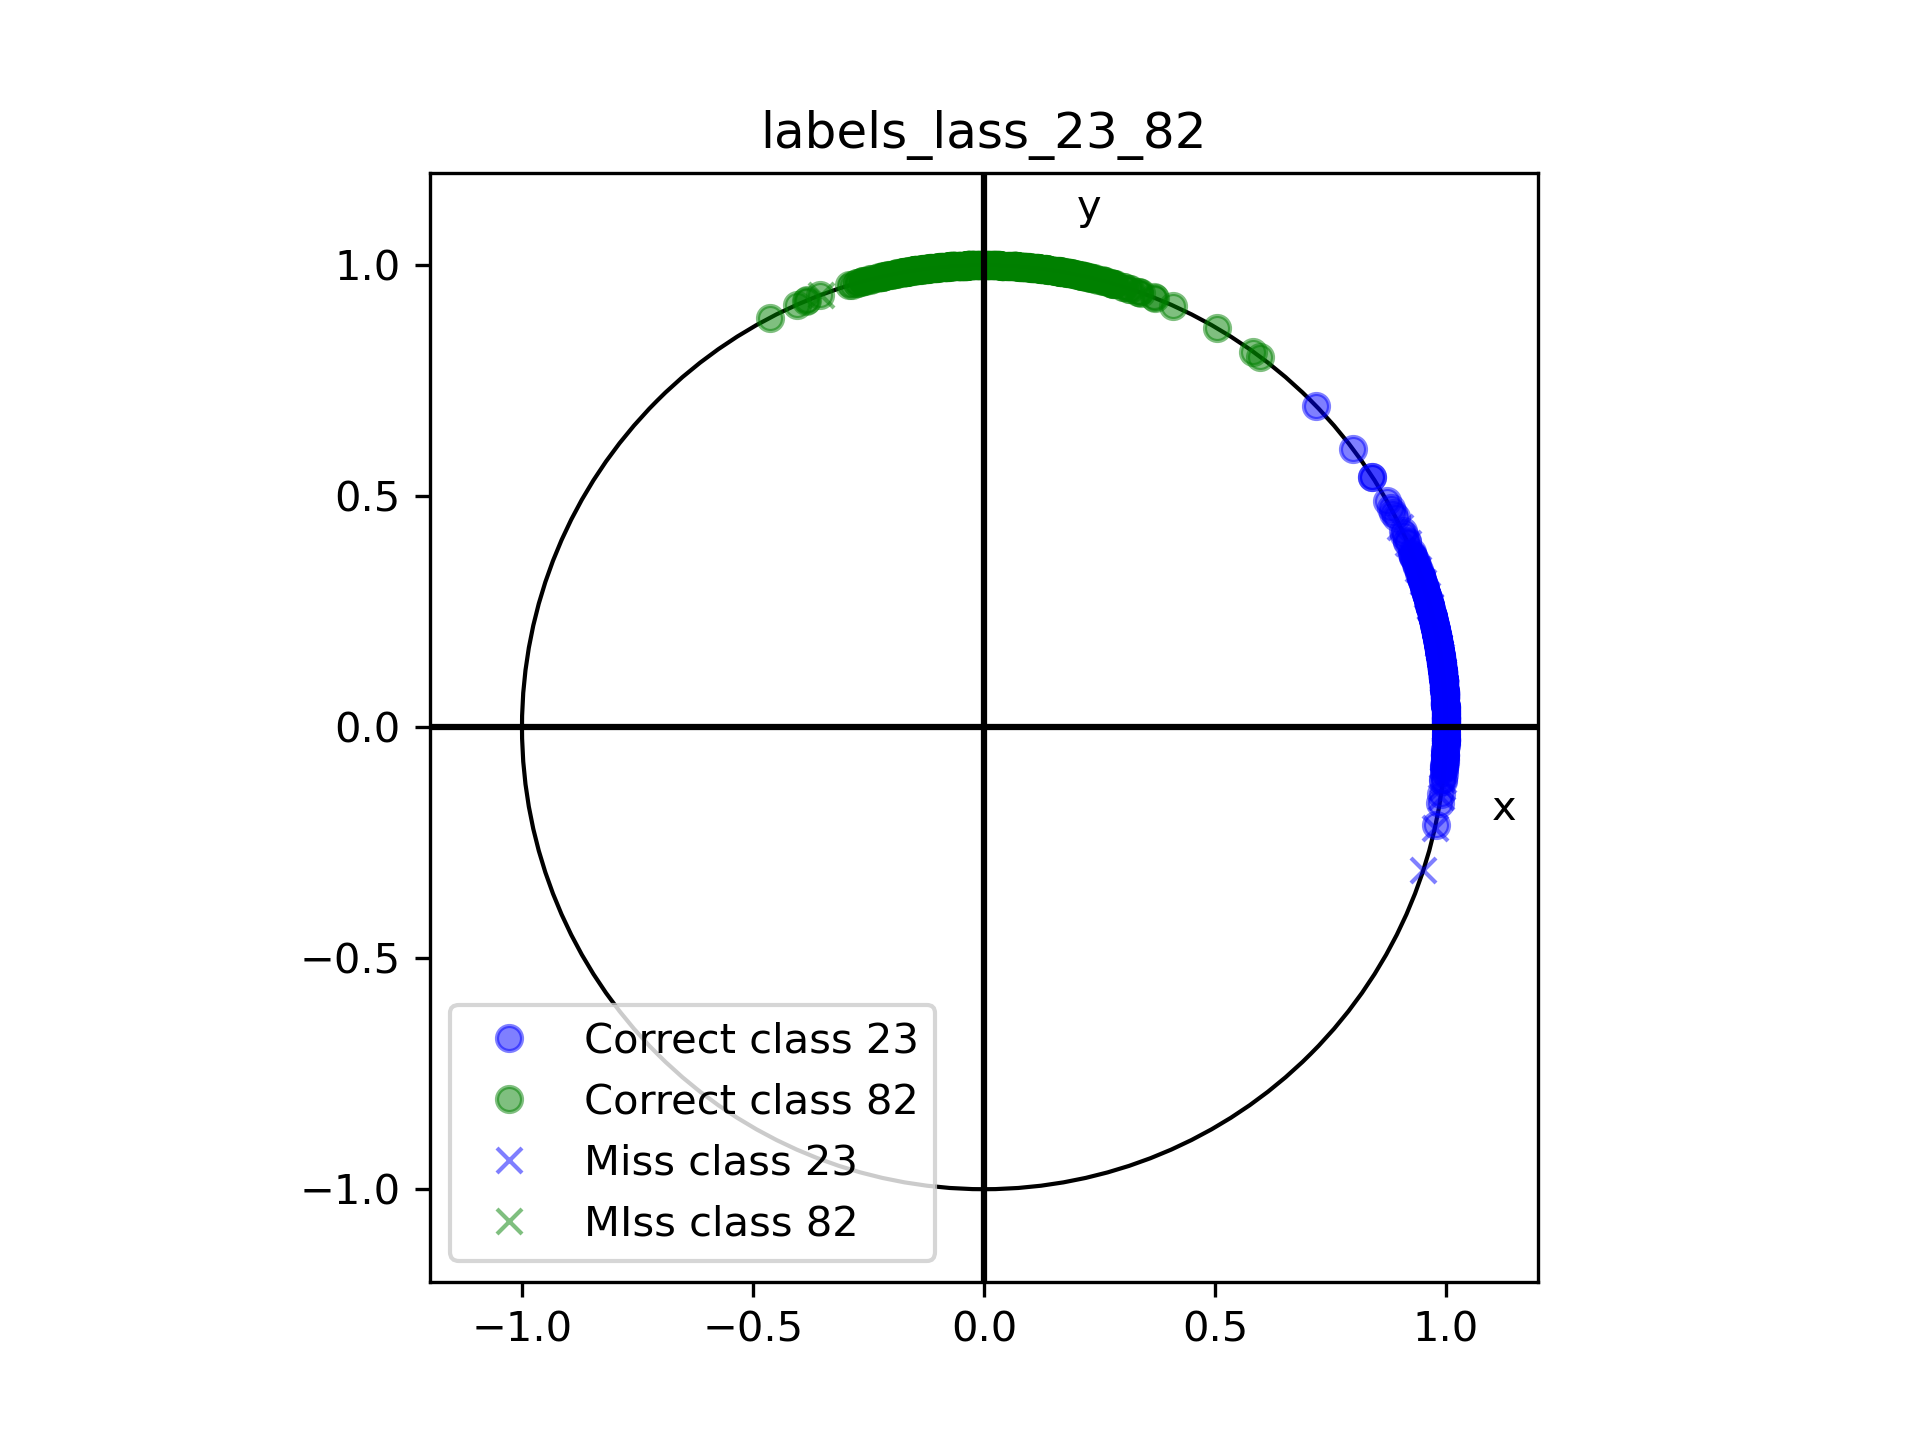 labels_lass_23_82
y
1.0
0.5
0.0
x
−0.5
−1.0
Correct class 23
Correct class 82
Miss class 23
MIss class 82
−1.0 −0.5 0.0 0.5 1.0